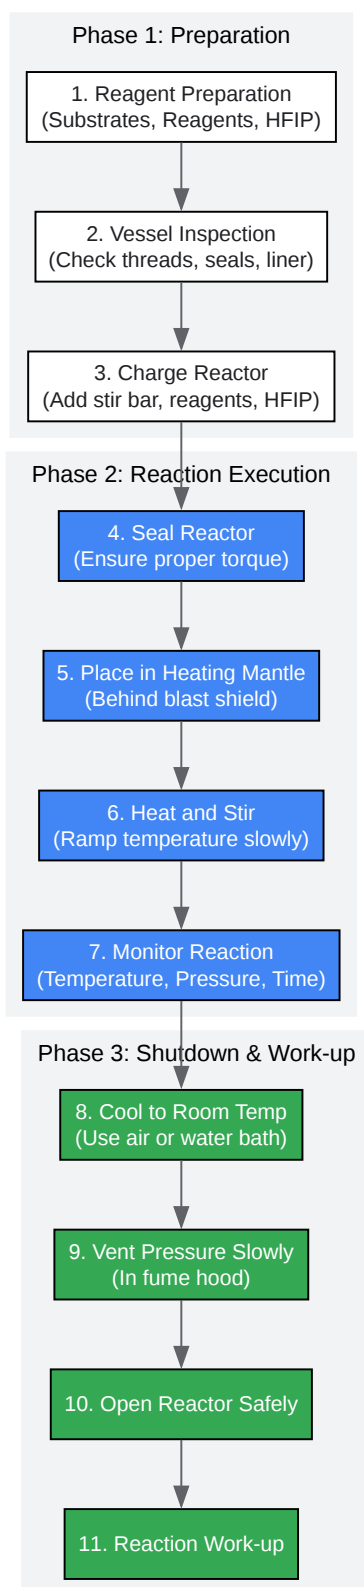 Phase 1: Preparation
1. Reagent Preparation
(Substrates, Reagents, HFIP)
2. Vessel Inspection
(Check threads, seals, liner)
3. Charge Reactor
(Add stir bar, reagents, HFIP)
Phase 2: Reaction Execution
4. Seal Reactor
(Ensure proper torque)
5. Place in Heating Mantle
(Behind blast shield)
6. Heat and Stir
(Ramp temperature slowly)
7. Monitor Reaction
(Temperature, Pressure, Time)
Phase 3: Shutdown & Work-up
8. Cool to Room Temp
(Use air or water bath)
9. Vent Pressure Slowly
(In fume hood)
10. Open Reactor Safely
11. Reaction Work-up